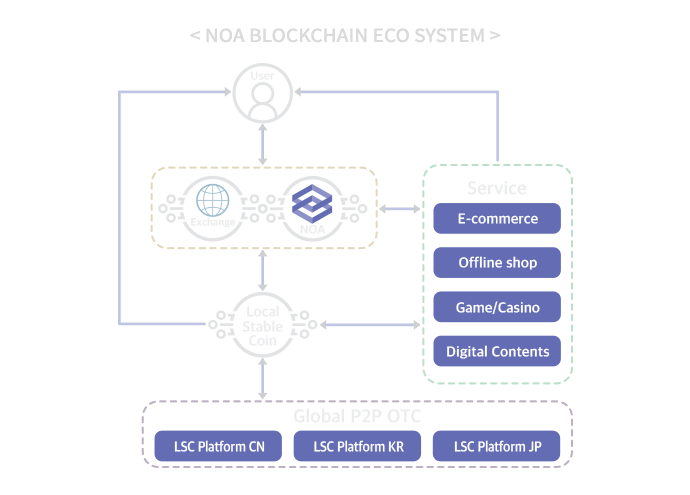 < NOA BLOCKCHAIN ECO SYSTEM >
User
Exchange
NOA
Service
E-commerce
Offline shop
Game/Casino
Digital Contents
Local
Stable
Coin
Global P2P OTC
LSC Platform CN
LSC Platform KR
LSC Platform JP